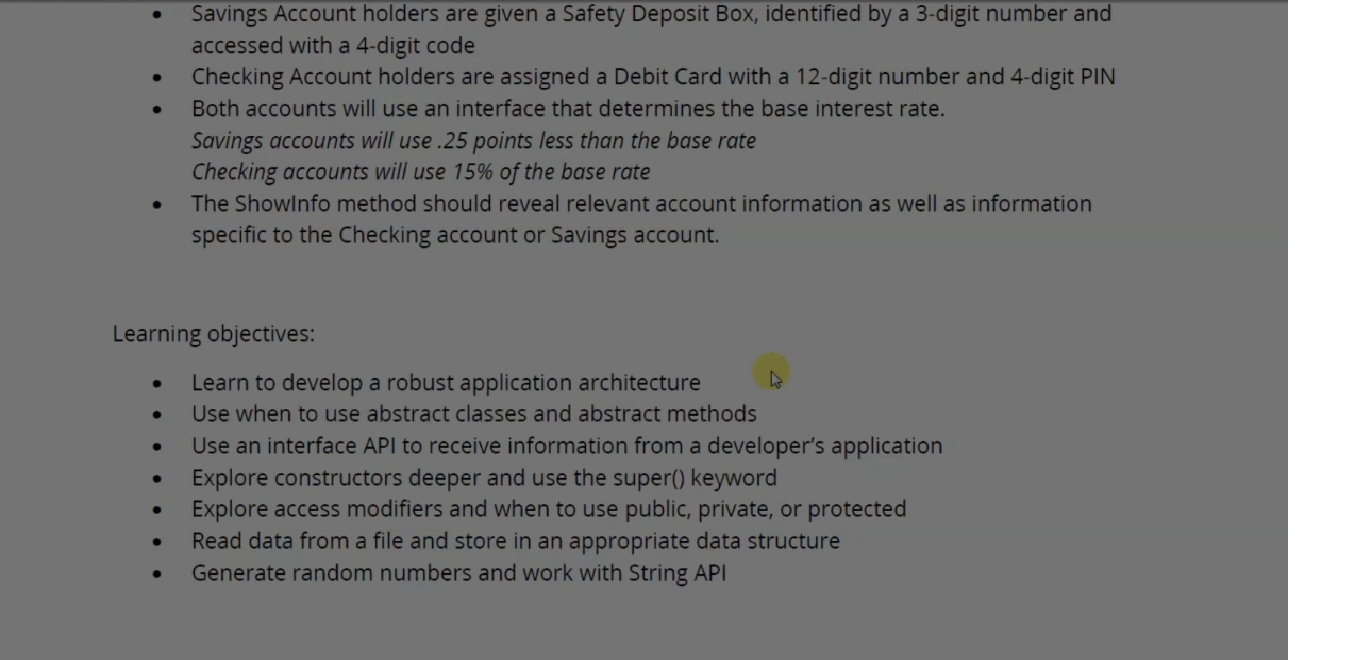 • Savings Account holders are given a Safety Deposit Box, identified by a 3-digit number and
accessed with a 4-digit code
• Checking Account holders are assigned a Debit Card with a 12-digit number and 4-digit PIN
• Both accounts will use an interface that determines the base interest rate.
Savings accounts will use .25 points less than the base rate
Checking accounts will use 15% of the base rate
• The ShowInfo method should reveal relevant account information as well as information
specific to the Checking account or Savings account.
Learning objectives:
• Learn to develop a robust application architecture
• Use when to use abstract classes and abstract methods
• Use an interface API to receive information from a developer’s application
• Explore constructors deeper and use the super() keyword
• Explore access modifiers and when to use public, private, or protected
• Read data from a file and store in an appropriate data structure
• Generate random numbers and work with String API